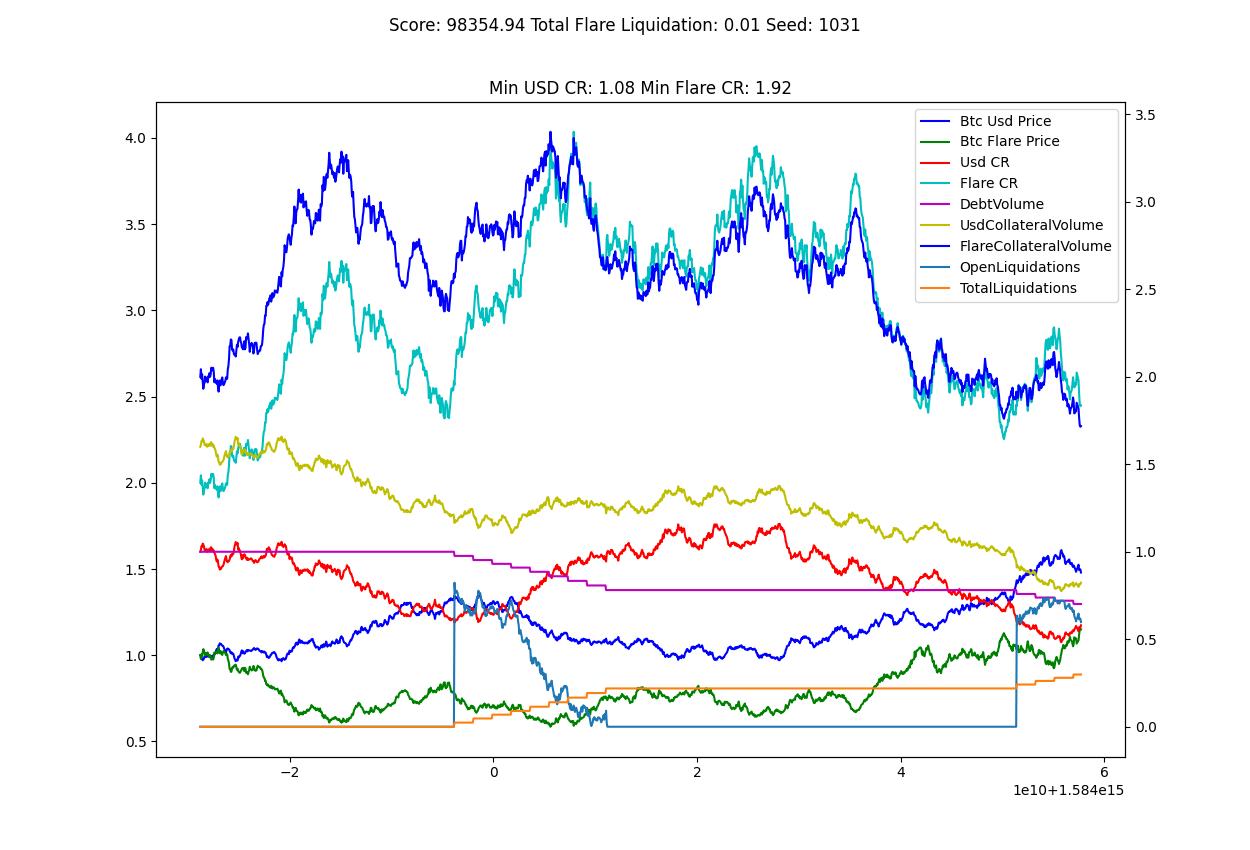 Score: 98354.94 Total Flare Liquidation: 0.01 Seed: 1031
Min USD CR: 1.08 Min Flare CR: 1.92
4.0
3.5
3.0
2.5
2.0
1.5
1.0
0.5
3.5
3.0
2.5
2.0
1.5
1.0
0.5
0.0
Btc Usd Price
Btc Flare Price
Usd CR
Flare CR
DebtVolume
UsdCollateralVolume
FlareCollateralVolume
OpenLiquidations
TotalLiquidations
−2 0 2 4 6
1e10+1.584e15